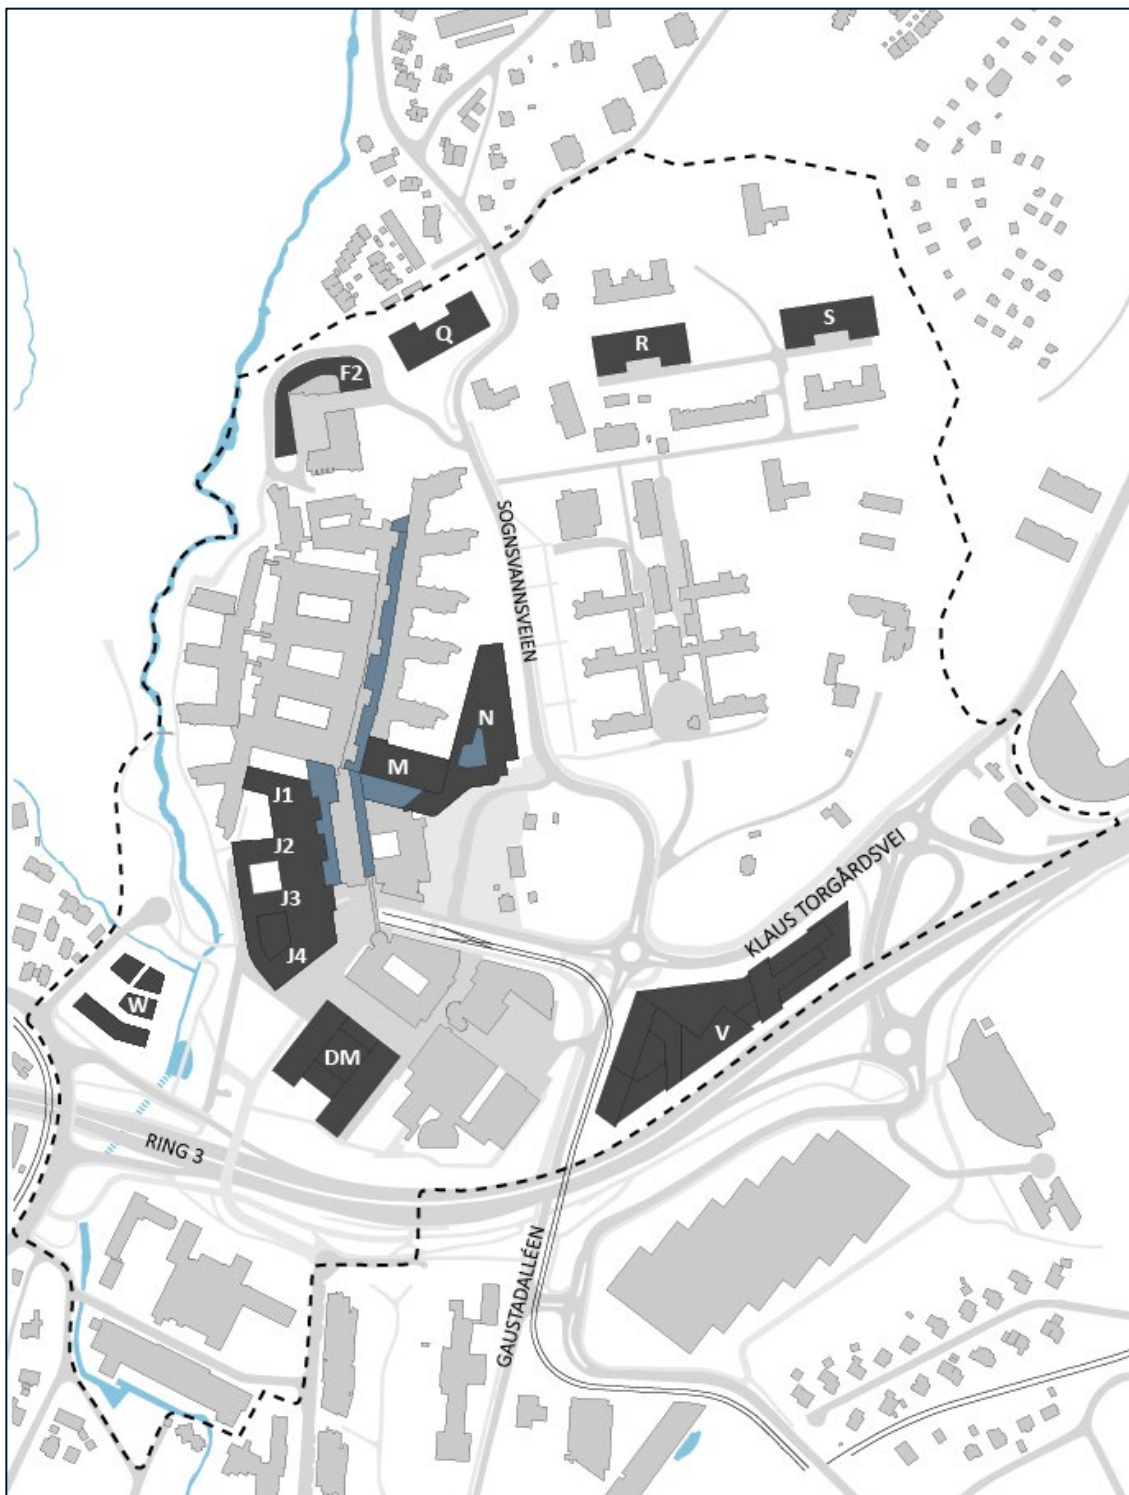 S
Q
R
F2
SOGNSVANNSVEIEN
N
M
J1
J2
J3
J4
KLAUS TORGÅRDSVEI
W
V
DM
RING 3
GAUSTADALLÉEN